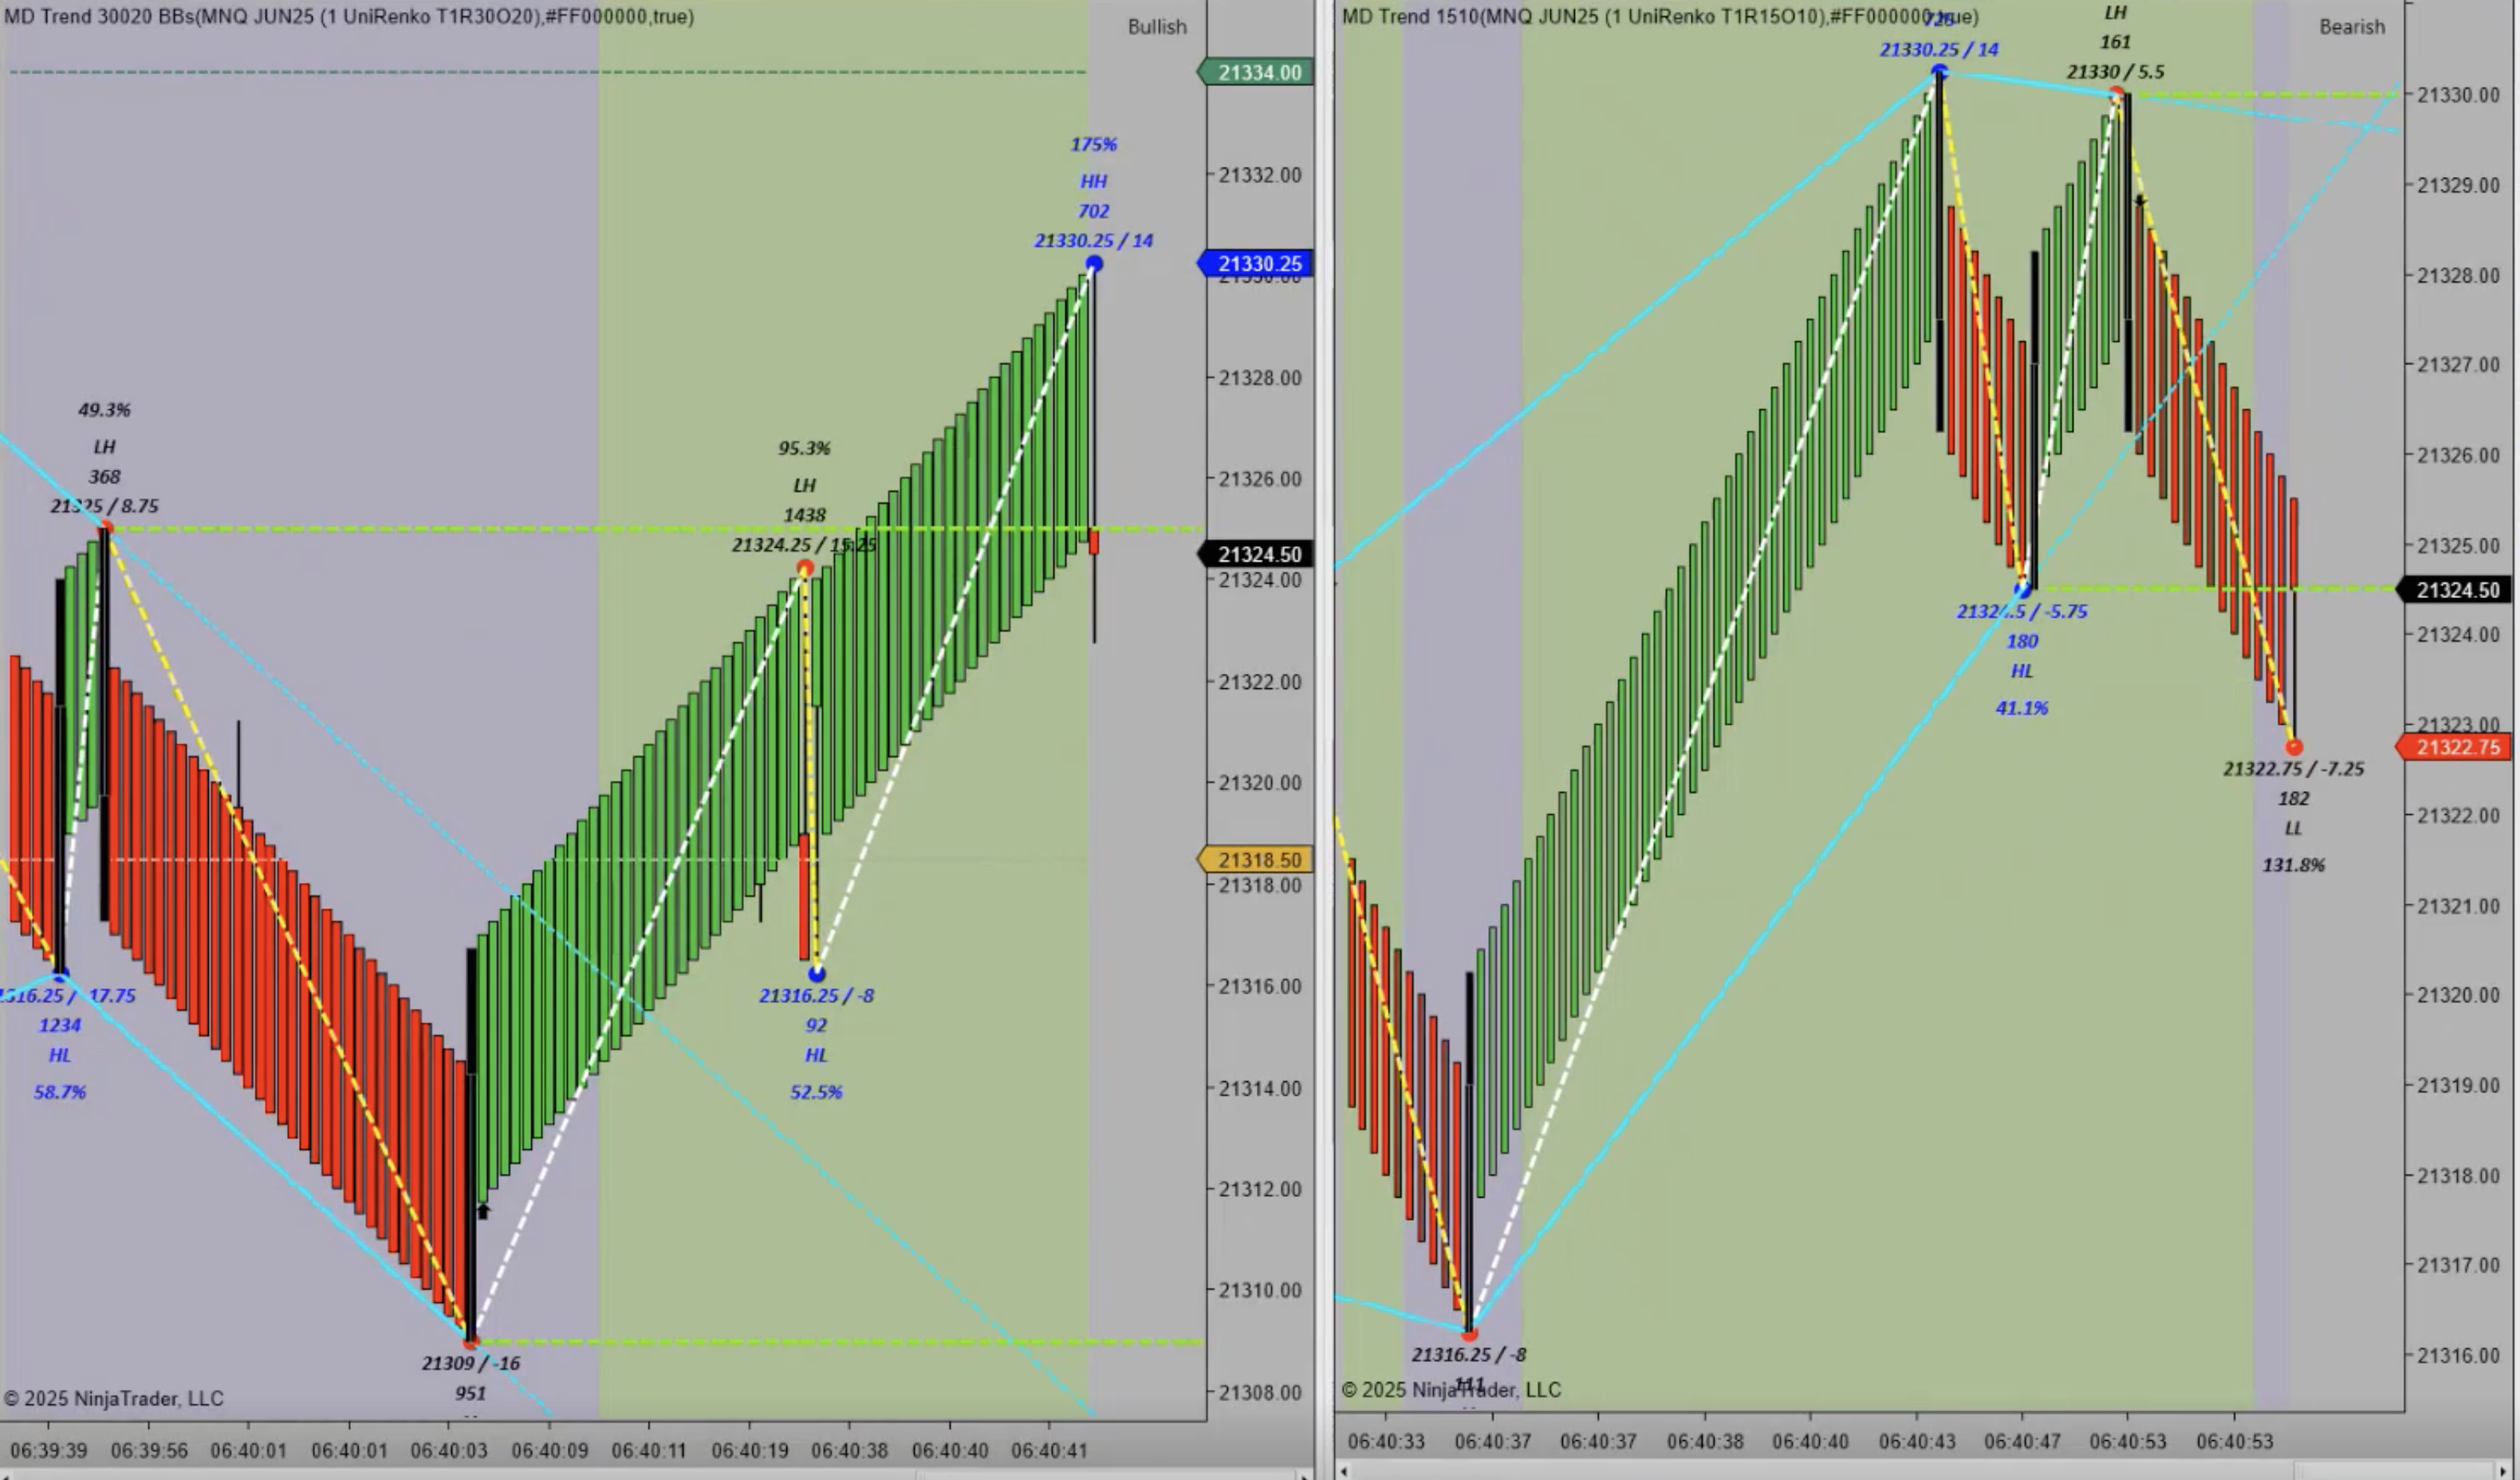 MD Trend 30020 BBs(MNQ JUN25 (1 UniRenko T1R30O20),#FF000000,true)
Bullish
21334.00
21332.00
21330.25
21328.00
21326.00
21324.50
21324.00
21322.00
21320.00
21318.50
21318.00
21316.00
21314.00
21312.00
21310.00
21308.00
175%
HH
702
21330.25 / 14
49.3%
LH
368
21325 / 8.75
95.3%
LH
1438
21324.25 / 15.25
17.75
1234
HL
58.7%
21316.25 / -8
92
HL
52.5%
21309 / -16
951
© 2025 NinjaTrader, LLC
06:39:39 06:39:56 06:40:01 06:40:01 06:40:03 06:40:09 06:40:11 06:40:19 06:40:38 06:40:40 06:40:41
MD Trend 1510(MNQ JUN25 (1 UniRenko T1R15O10),#FF000000,true)
Bearish
21330.25 / 14
LH
161
21330 / 5.5
21330.00
21329.00
21328.00
21327.00
21326.00
21325.00
21324.50
21324.00
21323.00
21322.75
21322.00
21321.00
21320.00
21319.00
21318.00
21317.00
21316.00
21324.5 / -5.75
180
HL
41.1%
21322.75 / -7.25
182
LL
131.8%
21316.25 / -8
111
© 2025 NinjaTrader, LLC
06:40:33 06:40:37 06:40:37 06:40:38 06:40:40 06:40:43 06:40:47 06:40:53 06:40:53